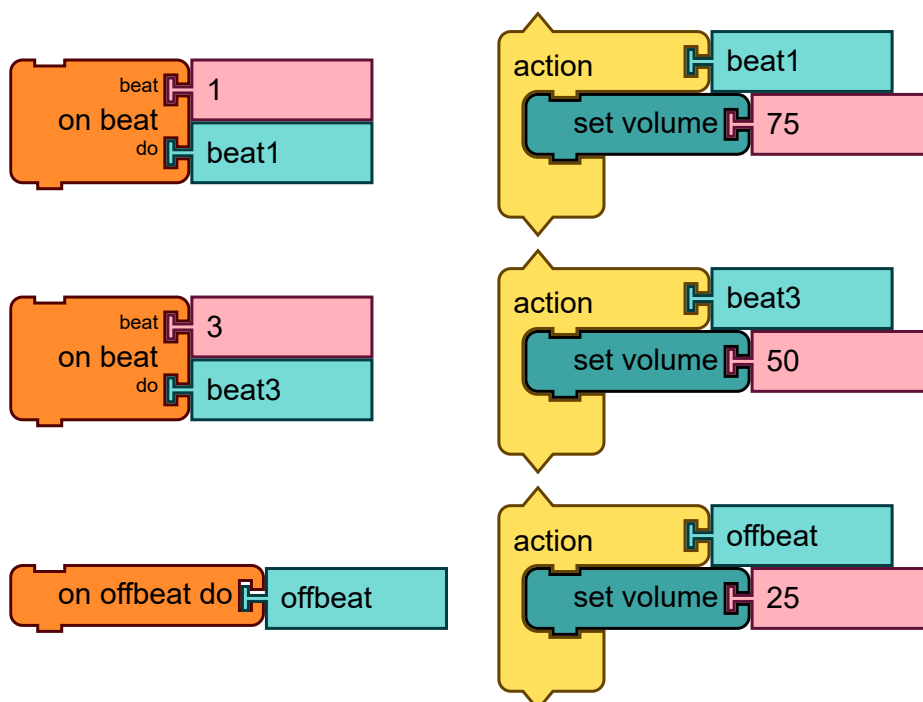 beat 1
on beat
do beat1
action beat1
set volume 75
beat 3
on beat
do beat3
action beat3
set volume 50
on offbeat do offbeat
action offbeat
set volume 25